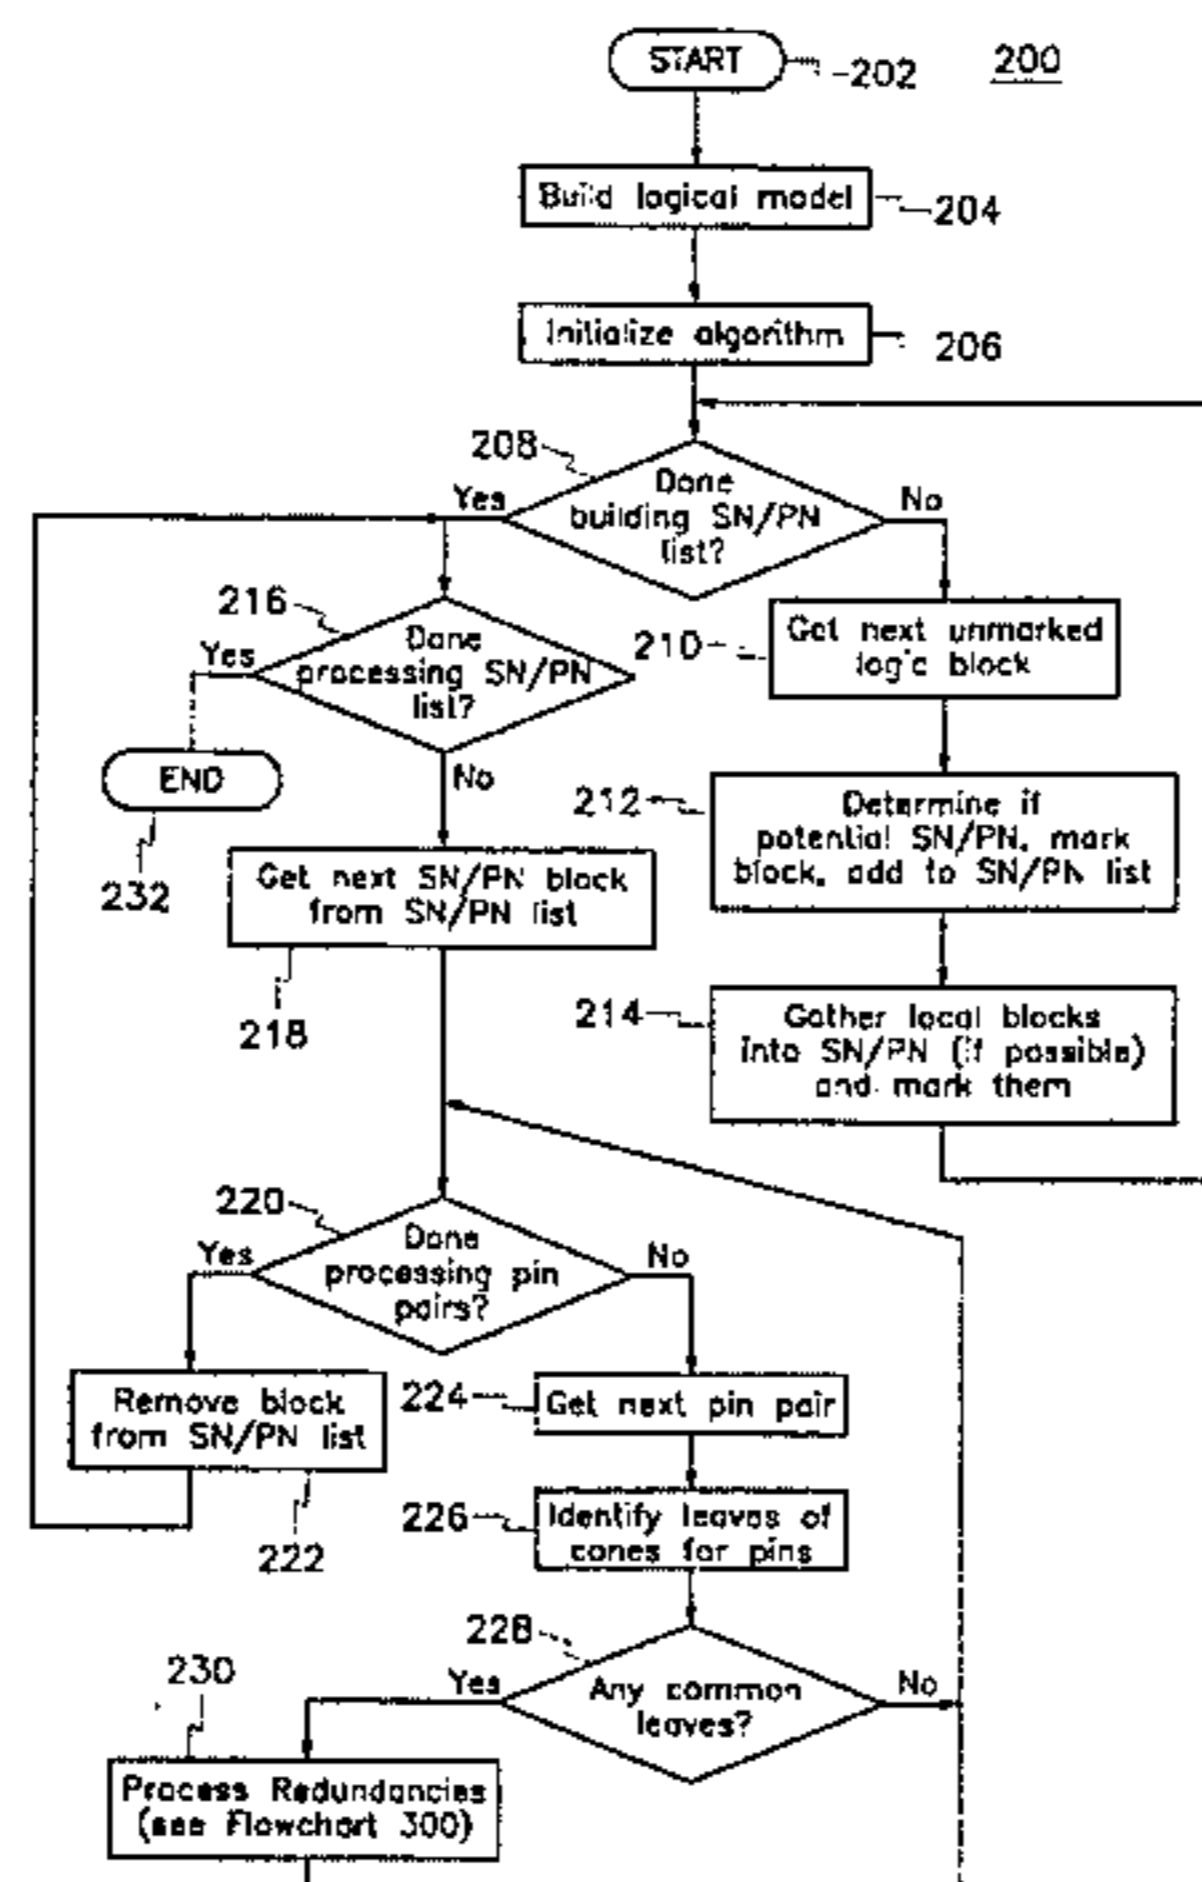 START
202
200
Build logical model
204
Initialize algorithm
206
208
Done
building SN/PN
list?
Yes
No
216
Done
processing SN/PN
list?
Yes
No
210
Get next unmarked
logic block
END
232
212
Determine if
potential SN/PN, mark
block, add to SN/PN list
Get next SN/PN block
from SN/PN list
218
214
Gather local blocks
into SN/PN (if possible)
and mark them
220
Done
processing pin
pairs?
Yes
No
Remove block
from SN/PN list
222
224
Get next pin pair
226
Identify leaves of
cones for pins
228
Any common
leaves?
Yes
No
230
Process Redundancies
(see Flowchart 300)